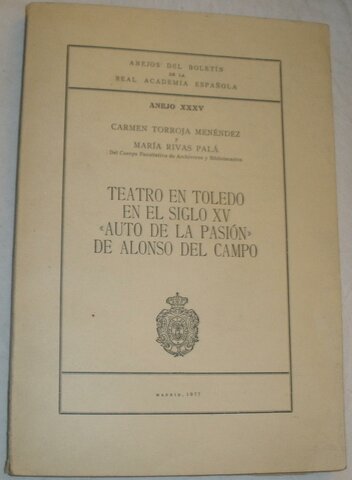 ANEJOS DEL BOLETÍN
DE LA
REAL ACADEMIA ESPAÑOLA
ANEJO XXXV
CARMEN TORROJA MENÉNDEZ
Y
MARÍA RIVAS PALÁ
Del Cuerpo Facultativo de Archiveros y Bibliotecarios
TEATRO EN TOLEDO
EN EL SIGLO XV
«AUTO DE LA PASIÓN»
DE ALONSO DEL CAMPO
MADRID, 1977